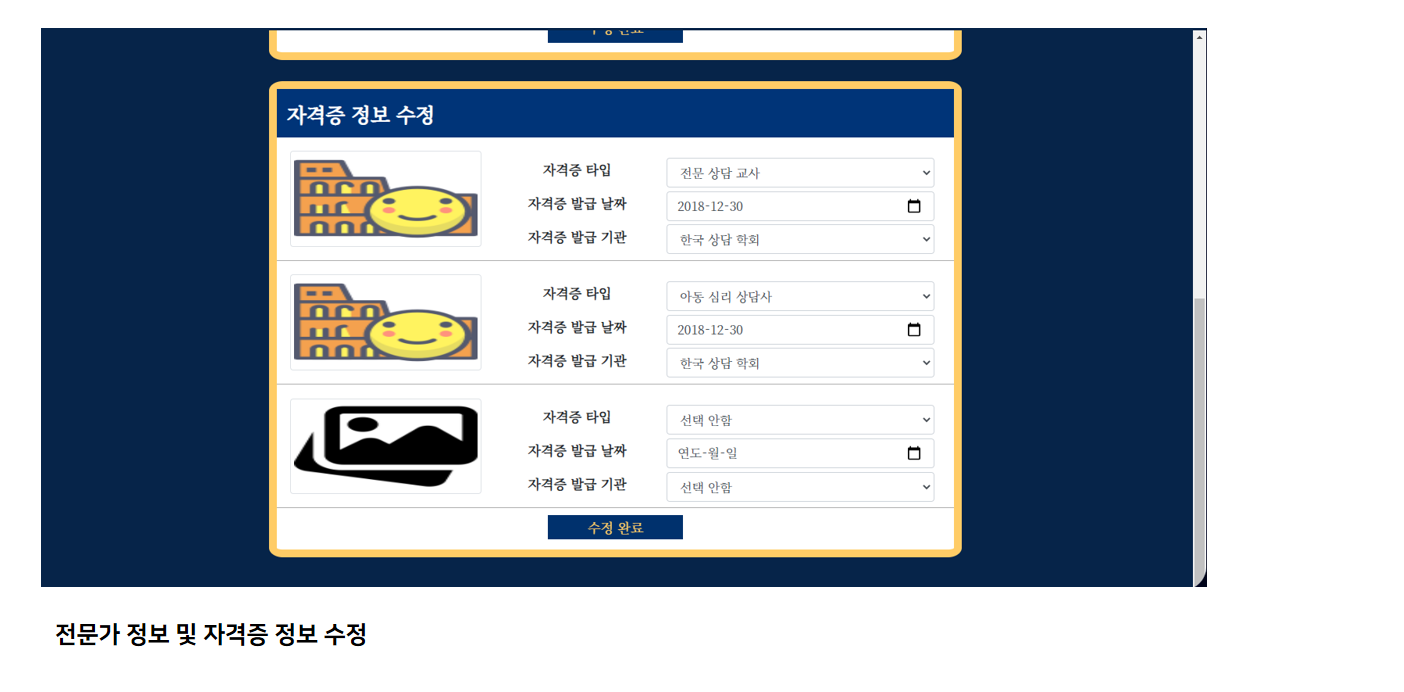 자격증 정보 수정
자격증 타입
전문 상담 교사
자격증 발급 날짜
2018-12-30
자격증 발급 기관
한국 상담 학회
자격증 타입
아동 심리 상담사
자격증 발급 날짜
2018-12-30
자격증 발급 기관
한국 상담 학회
자격증 타입
선택 안함
자격증 발급 날짜
연도-월-일
자격증 발급 기관
선택 안함
수정 완료
전문가 정보 및 자격증 정보 수정